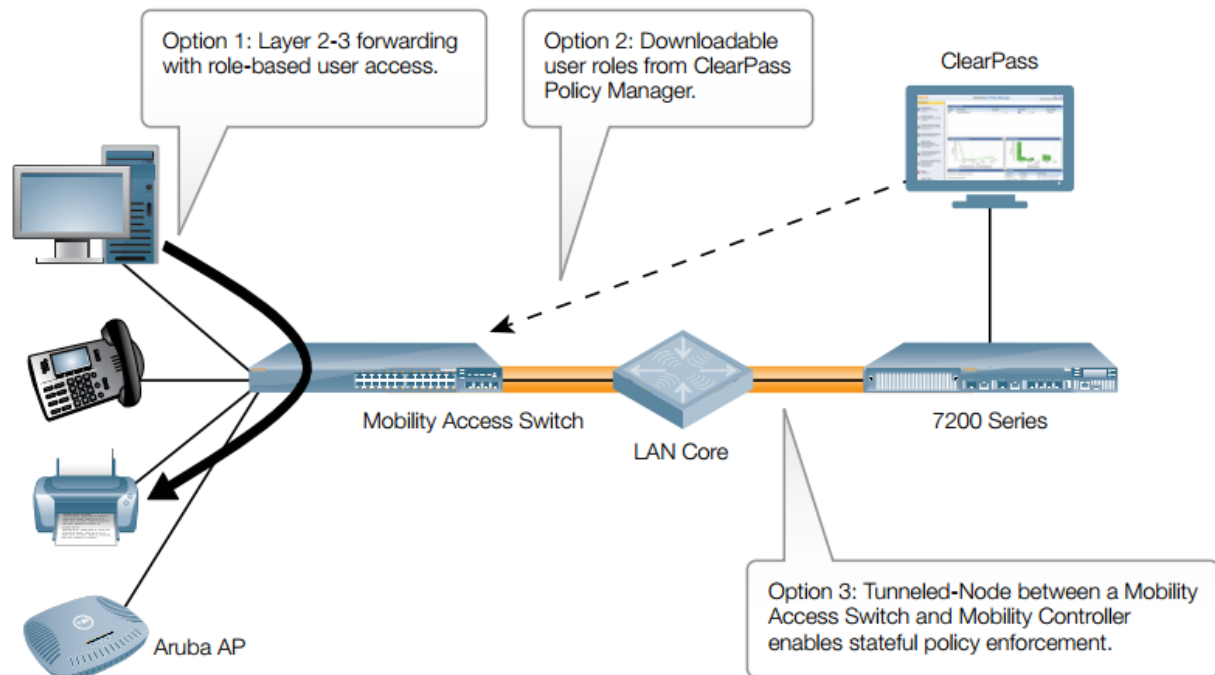 Option 1: Layer 2-3 forwarding
with role-based user access.
Option 2: Downloadable
user roles from ClearPass
Policy Manager.
ClearPass
Mobility Access Switch
LAN Core
7200 Series
Option 3: Tunneled-Node between a Mobility
Access Switch and Mobility Controller
enables stateful policy enforcement.
Aruba AP